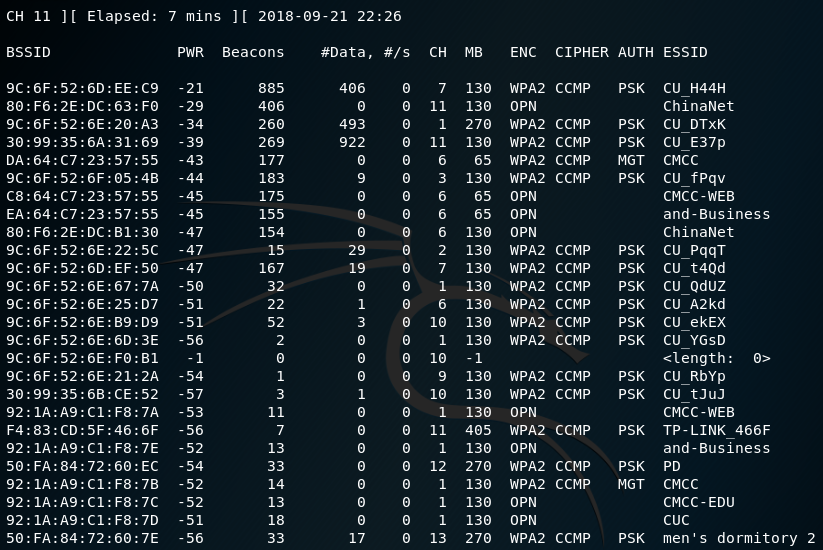 CH 11 ][ Elapsed: 7 mins ][ 2018-09-21 22:26
BSSID PWR Beacons #Data, #/s CH MB ENC CIPHER AUTH ESSID
9C:6F:52:6D:EE:C9 -21 885 406 0 7 130 WPA2 CCMP PSK CU_H44H
80:F6:2E:DC:63:F0 -29 406 0 0 11 130 OPN ChinaNet
9C:6F:52:6E:20:A3 -34 260 493 0 1 270 WPA2 CCMP PSK CU_DTxK
30:99:35:6A:31:69 -39 269 922 0 11 130 WPA2 CCMP PSK CU_E37p
DA:64:C7:23:57:55 -43 177 0 0 6 65 WPA2 CCMP MGT CMCC
9C:6F:52:6F:05:4B -44 183 9 0 3 130 WPA2 CCMP PSK CU_fPqv
C8:64:C7:23:57:55 -45 175 0 0 6 65 OPN CMCC-WEB
EA:64:C7:23:57:55 -45 155 0 0 6 65 OPN and-Business
80:F6:2E:DC:B1:30 -47 154 0 0 6 130 OPN ChinaNet
9C:6F:52:6E:22:5C -47 15 29 0 2 130 WPA2 CCMP PSK CU_PqqT
9C:6F:52:6D:EF:50 -47 167 19 0 7 130 WPA2 CCMP PSK CU_t4Qd
9C:6F:52:6E:67:7A -50 32 0 0 1 130 WPA2 CCMP PSK CU_QdUZ
9C:6F:52:6E:25:D7 -51 22 1 0 6 130 WPA2 CCMP PSK CU_A2kd
9C:6F:52:6E:B9:D9 -51 52 3 0 10 130 WPA2 CCMP PSK CU_ekEX
9C:6F:52:6E:6D:3E -56 2 0 0 1 130 WPA2 CCMP PSK CU_YGsD
9C:6F:52:6E:F0:B1 -1 0 0 0 10 -1 <length: 0>
9C:6F:52:6E:21:2A -54 1 0 0 9 130 WPA2 CCMP PSK CU_RbYp
30:99:35:6B:CE:52 -57 3 1 0 10 130 WPA2 CCMP PSK CU_tJuJ
92:1A:A9:C1:F8:7A -53 11 0 0 1 130 OPN CMCC-WEB
F4:83:CD:5F:46:6F -56 7 0 0 11 405 WPA2 CCMP PSK TP-LINK_466F
92:1A:A9:C1:F8:7E -52 13 0 0 1 130 OPN and-Business
50:FA:84:72:60:EC -54 33 0 0 12 270 WPA2 CCMP PSK PD
92:1A:A9:C1:F8:7B -52 14 0 0 1 130 WPA2 CCMP MGT CMCC
92:1A:A9:C1:F8:7C -52 13 0 0 1 130 OPN CMCC-EDU
92:1A:A9:C1:F8:7D -51 18 0 0 1 130 OPN CUC
50:FA:84:72:60:7E -56 33 17 0 13 270 WPA2 CCMP PSK men's dormitory 2